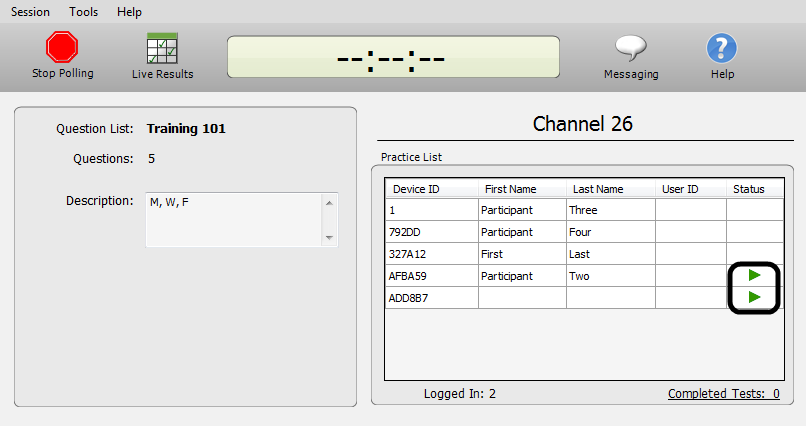 Session Tools Help
Stop Polling Live Results --:--:-- Messaging Help
Question List: Training 101
Questions: 5
Description: M, W, F
Channel 26
Practice List
Device ID First Name Last Name User ID Status
1 Participant Three
792DD Participant Four
327A12 First Last
AFBA59 Participant Two
ADD8B7
Logged In: 2 Completed Tests: 0